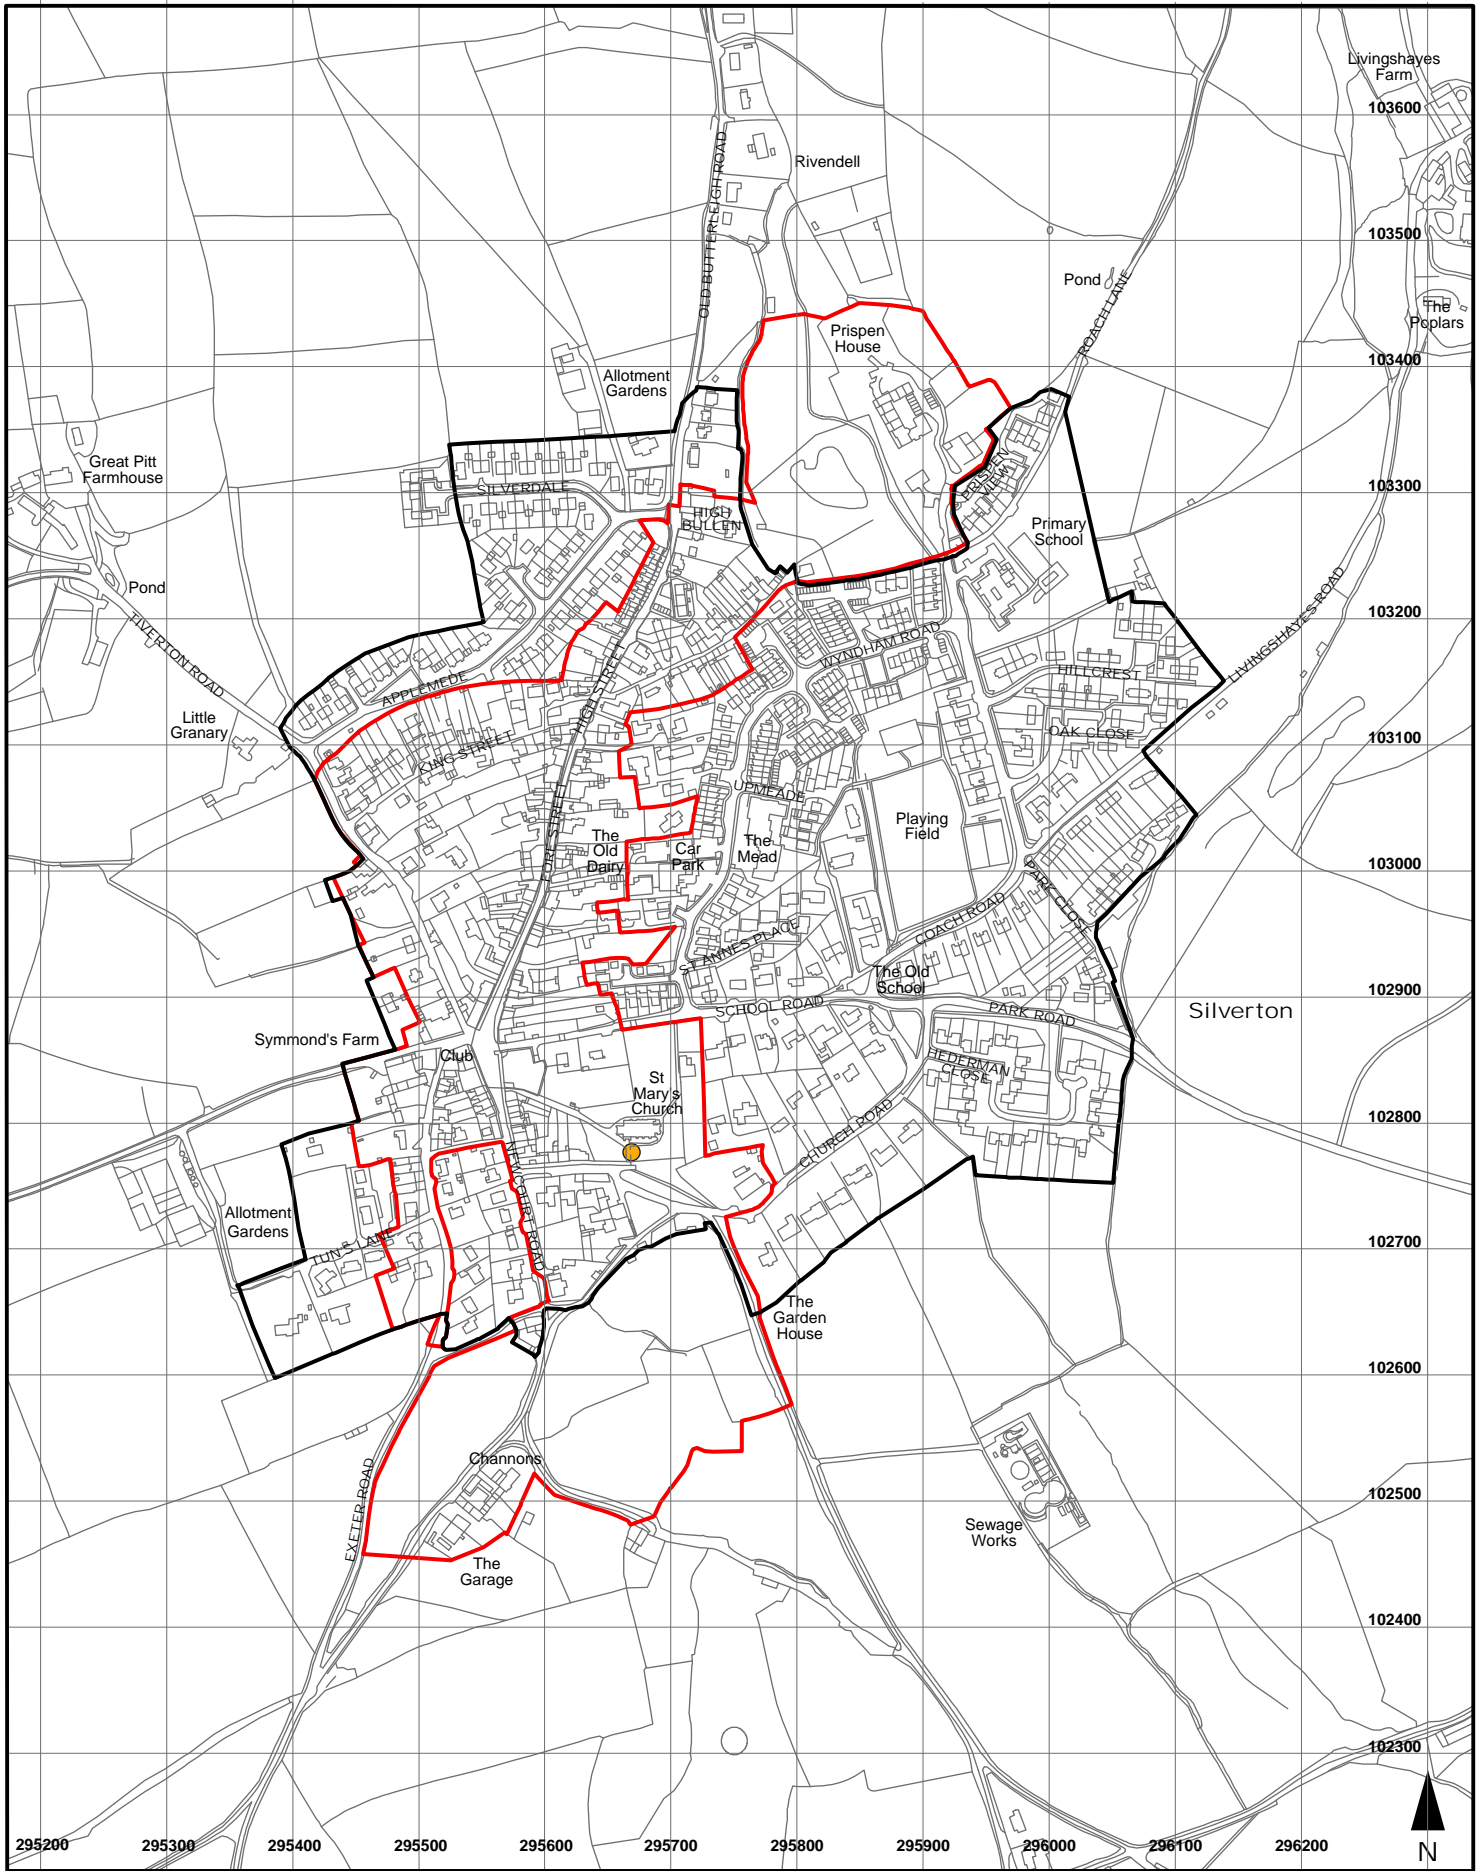 Livingshayes
Farm
103600
OLD BUTTERLEIGH ROAD
Rivendell
103500
Pond
ROACH LANE
The
Poplars
Prispen
House
103400
Allotment
Gardens
Great Pitt
Farmhouse
SILVERDALE
PRISPEN
VIEW
103300
HIGH
BULLEN
Primary
School
Pond
TIVERTON ROAD
103200
LIVINGSHAYES ROAD
WYNDHAM ROAD
HILLCREST
APPLEMEDE
HIGH STREET
Little
Granary
KING STREET
OAK CLOSE
103100
UPMEADE
FORE STREET
The
Old
Dairy
Car
Park
The
Mead
Playing
Field
103000
PARK CLOSE
COACH ROAD
ST ANNES PLACE
The Old
School
102900
SCHOOL ROAD
PARK ROAD
Silverton
Symmond's Farm
Club
HEDERMAN
CLOSE
St
Mary's
Church
102800
CHURCH ROAD
NEWCOURT ROAD
Allotment
Gardens
TUN'S LANE
102700
The
Garden
House
102600
Channons
EXETER ROAD
102500
Sewage
Works
The
Garage
102400
102300
295200 295300 295400 295500 295600 295700 295800 295900 296000 296100 296200
N